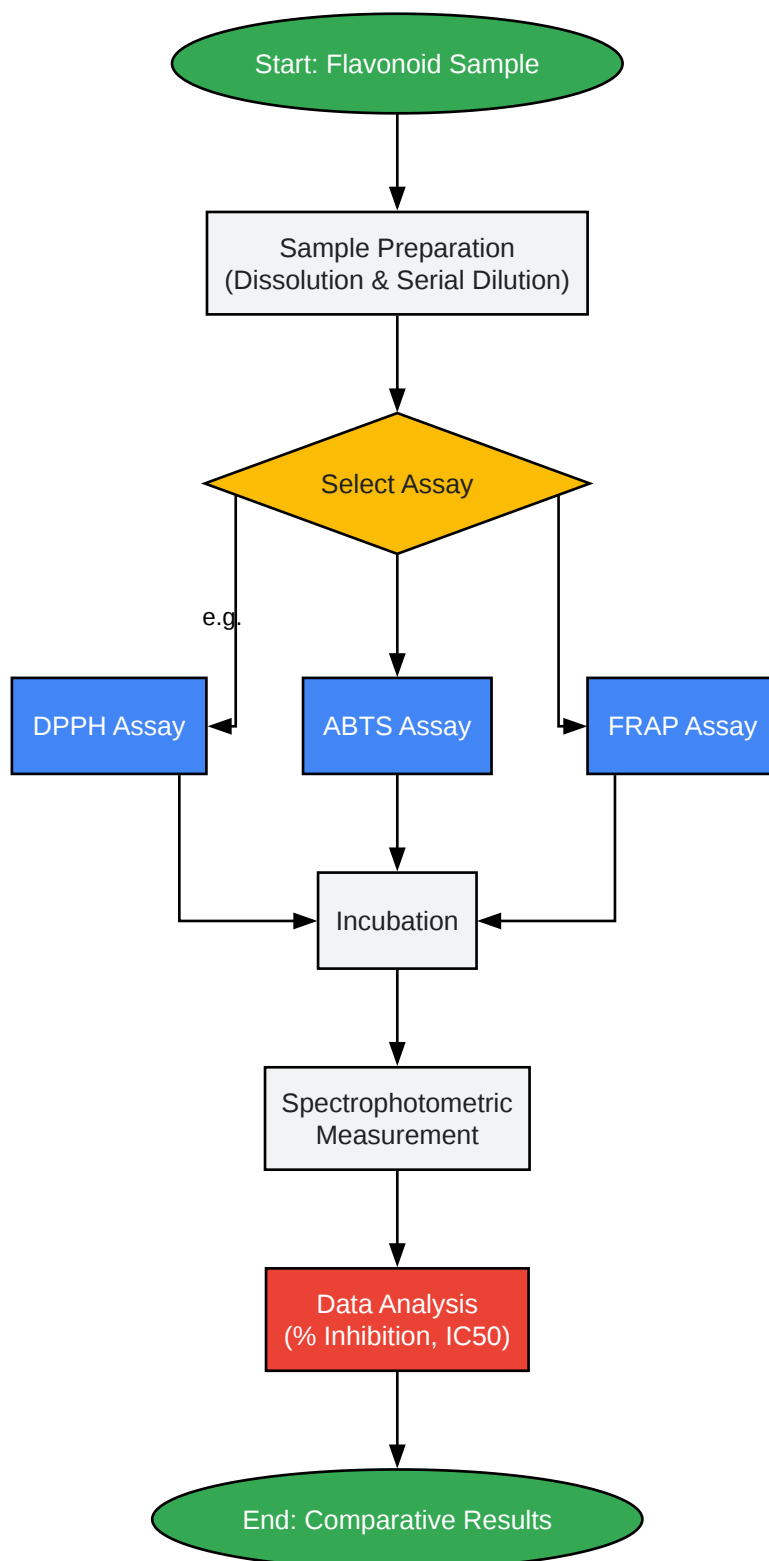 Start: Flavonoid Sample
Sample Preparation
(Dissolution & Serial Dilution)
Select Assay
e.g.
DPPH Assay
ABTS Assay
FRAP Assay
Incubation
Spectrophotometric
Measurement
Data Analysis
(% Inhibition, IC50)
End: Comparative Results